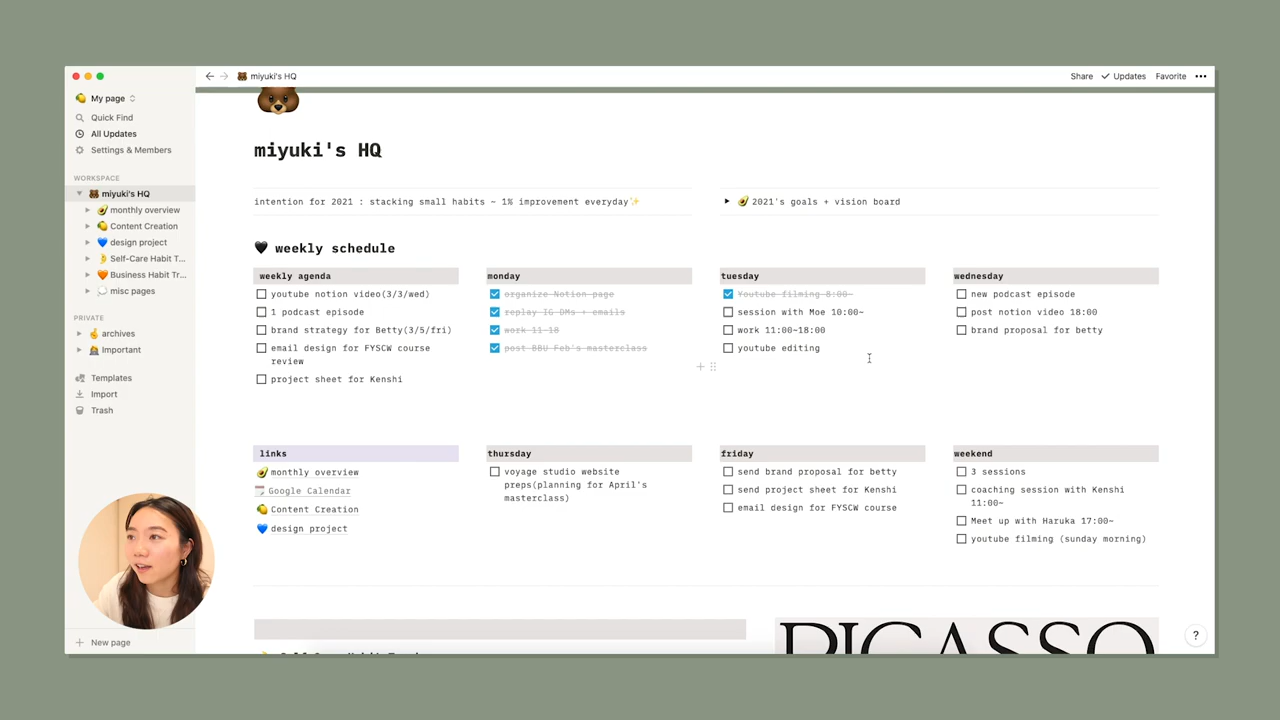 miyuki's HQ
Share
Updates
Favorite
My page
Quick Find
All Updates
Settings & Members
WORKSPACE
miyuki's HQ
monthly overview
Content Creation
design project
Self-Care Habit T...
Business Habit Tr...
misc pages
PRIVATE
archives
Important
Templates
Import
Trash
New page
miyuki's HQ
intention for 2021 : stacking small habits - 1% improvement everyday✨
🥑 2021's goals + vision board
🖤 weekly schedule
weekly agenda
youtube notion video(3/3/wed)
1 podcast episode
brand strategy for Betty(3/5/fri)
email design for FYSCW course
review
project sheet for Kenshi
monday
organize Notion page
replay IG DMs + emails
work 11-18
post BBU Feb's masterclass
tuesday
Youtube filming 8:00~
session with Moe 10:00~
work 11:00~18:00
youtube editing
wednesday
new podcast episode
post notion video 18:00
brand proposal for betty
links
monthly overview
Google Calendar
Content Creation
design project
thursday
voyage studio website
preps(planning for April's
masterclass)
friday
send brand proposal for betty
send project sheet for Kenshi
email design for FYSCW course
weekend
3 sessions
coaching session with Kenshi
11:00~
Meet up with Haruka 17:00~
youtube filming (sunday morning)
PICASSO
?